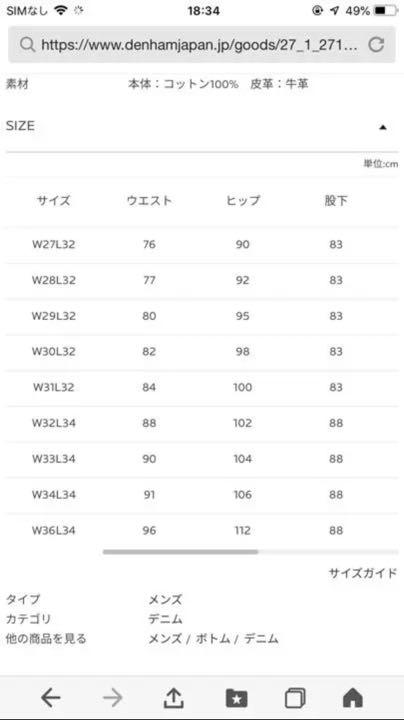 SIMなし 18:34 49%
https://www.denhamjapan.jp/goods/27_1_271...
素材 本体：コットン100% 皮革：牛革
SIZE
単位:cm
サイズ ウエスト ヒップ 股下
W27L32 76 90 83
W28L32 77 92 83
W29L32 80 95 83
W30L32 82 98 83
W31L32 84 100 83
W32L34 88 102 88
W33L34 90 104 88
W34L34 91 106 88
W36L34 96 112 88
サイズガイド
タイプ メンズ
カテゴリ デニム
他の商品を見る メンズ / ボトム / デニム